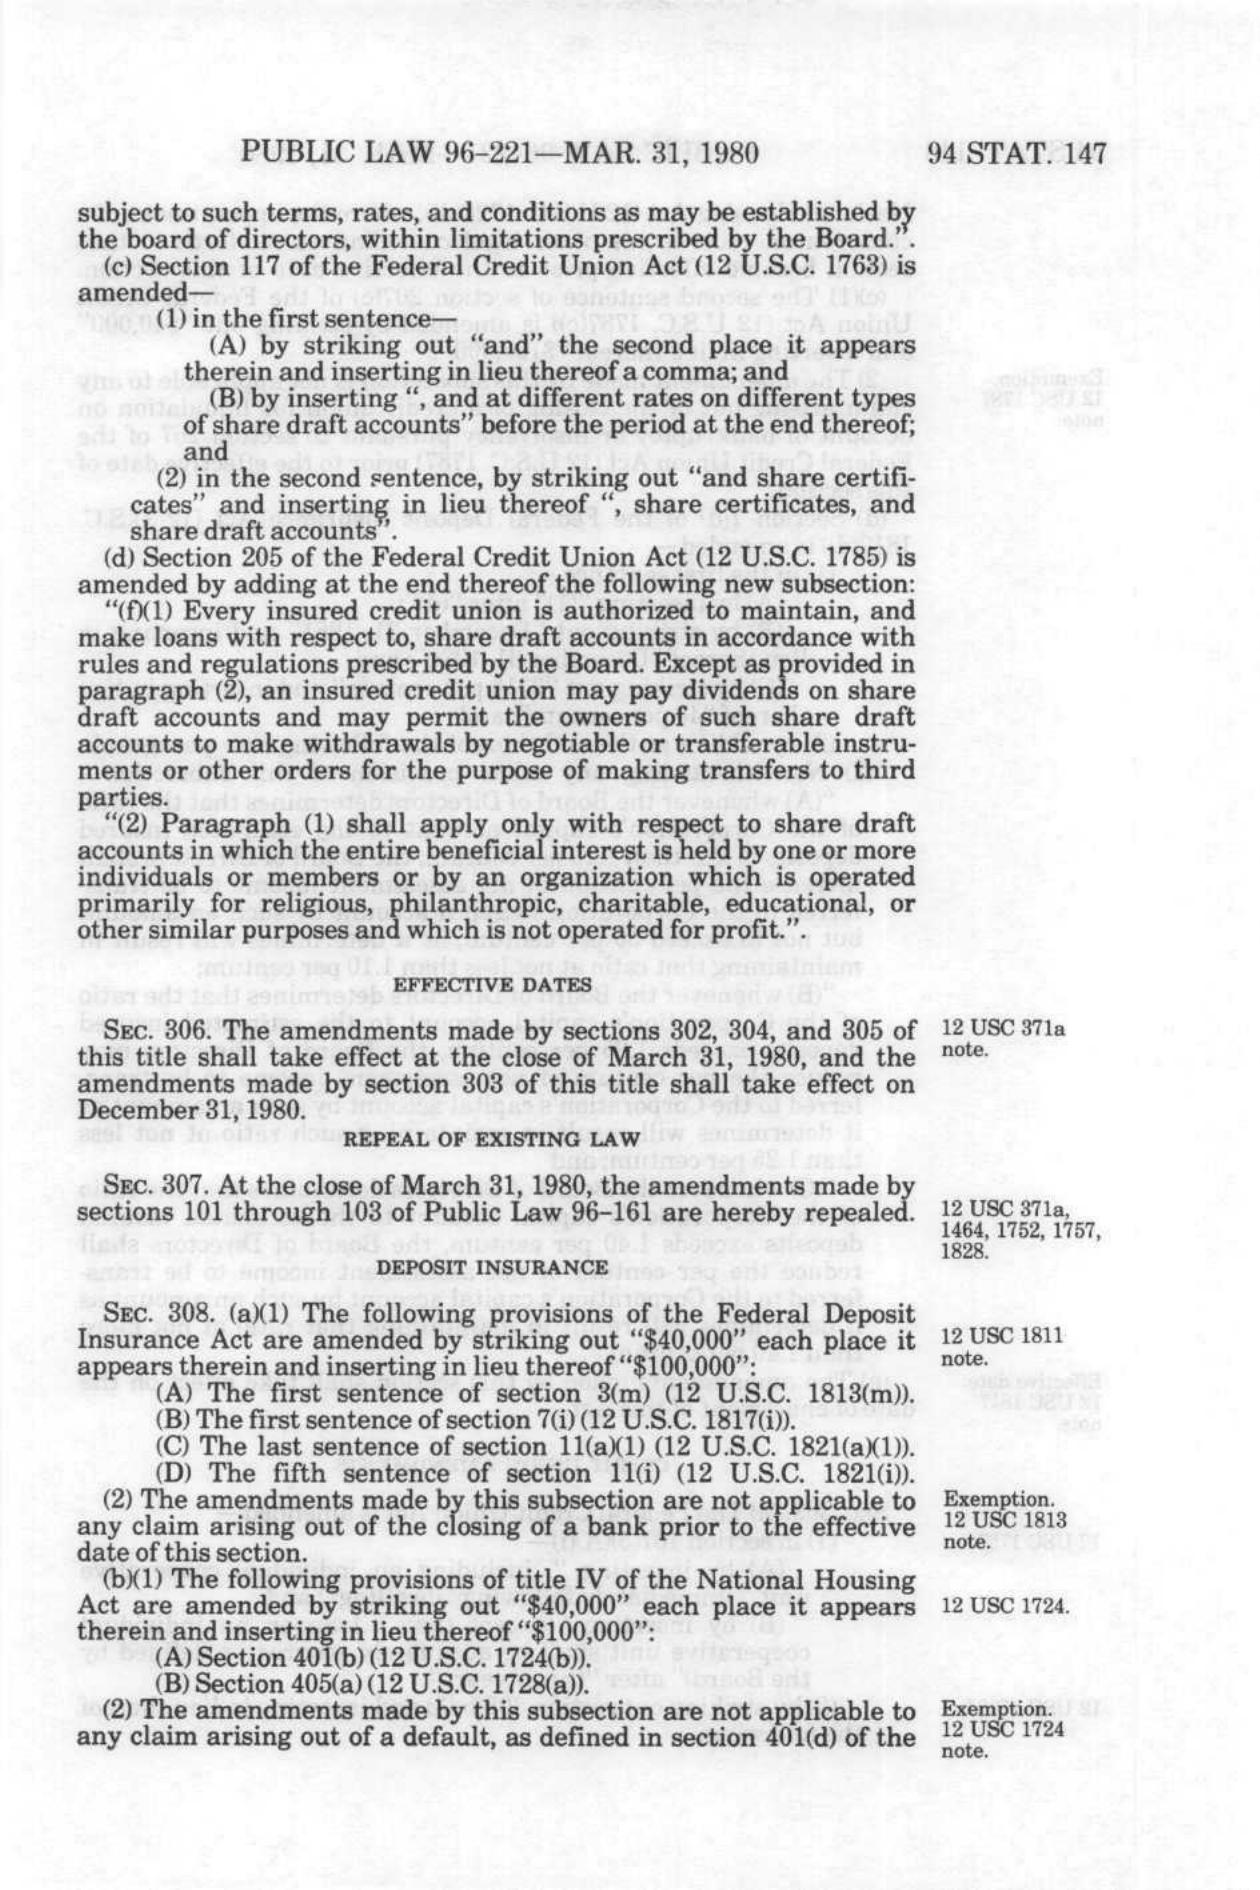 PUBLIC LAW 96-221—MAR. 31, 1980 94 STAT. 147
subject to such terms, rates, and conditions as may be established by
the board of directors, within limitations prescribed by the Board.”.
(c) Section 117 of the Federal Credit Union Act (12 U.S.C. 1763) is
amended—
(1) in the first sentence—
(A) by striking out “and” the second place it appears
therein and inserting in lieu thereof a comma; and
(B) by inserting “, and at different rates on different types
of share draft accounts” before the period at the end thereof;
and
(2) in the second sentence, by striking out “and share certifi-
cates” and inserting in lieu thereof “, share certificates, and
share draft accounts”.
(d) Section 205 of the Federal Credit Union Act (12 U.S.C. 1785) is
amended by adding at the end thereof the following new subsection:
“(f)(1) Every insured credit union is authorized to maintain, and
make loans with respect to, share draft accounts in accordance with
rules and regulations prescribed by the Board. Except as provided in
paragraph (2), an insured credit union may pay dividends on share
draft accounts and may permit the owners of such share draft
accounts to make withdrawals by negotiable or transferable instru-
ments or other orders for the purpose of making transfers to third
parties.
“(2) Paragraph (1) shall apply only with respect to share draft
accounts in which the entire beneficial interest is held by one or more
individuals or members or by an organization which is operated
primarily for religious, philanthropic, charitable, educational, or
other similar purposes and which is not operated for profit.”.
EFFECTIVE DATES
SEC. 306. The amendments made by sections 302, 304, and 305 of
this title shall take effect at the close of March 31, 1980, and the
amendments made by section 303 of this title shall take effect on
December 31, 1980.
12 USC 371a
note.
REPEAL OF EXISTING LAW
SEC. 307. At the close of March 31, 1980, the amendments made by
sections 101 through 103 of Public Law 96-161 are hereby repealed.
12 USC 371a,
1464, 1752, 1757,
1828.
DEPOSIT INSURANCE
SEC. 308. (a)(1) The following provisions of the Federal Deposit
Insurance Act are amended by striking out “$40,000” each place it
appears therein and inserting in lieu thereof “$100,000”:
12 USC 1811
note.
(A) The first sentence of section 3(m) (12 U.S.C. 1813(m)).
(B) The first sentence of section 7(i) (12 U.S.C. 1817(i)).
(C) The last sentence of section 11(a)(1) (12 U.S.C. 1821(a)(1)).
(D) The fifth sentence of section 11(i) (12 U.S.C. 1821(i)).
(2) The amendments made by this subsection are not applicable to
any claim arising out of the closing of a bank prior to the effective
date of this section.
Exemption.
12 USC 1813
note.
(b)(1) The following provisions of title IV of the National Housing
Act are amended by striking out “$40,000” each place it appears
therein and inserting in lieu thereof “$100,000”:
12 USC 1724.
(A) Section 401(b) (12 U.S.C. 1724(b)).
(B) Section 405(a) (12 U.S.C. 1728(a)).
(2) The amendments made by this subsection are not applicable to
any claim arising out of a default, as defined in section 401(d) of the
Exemption.
12 USC 1724
note.